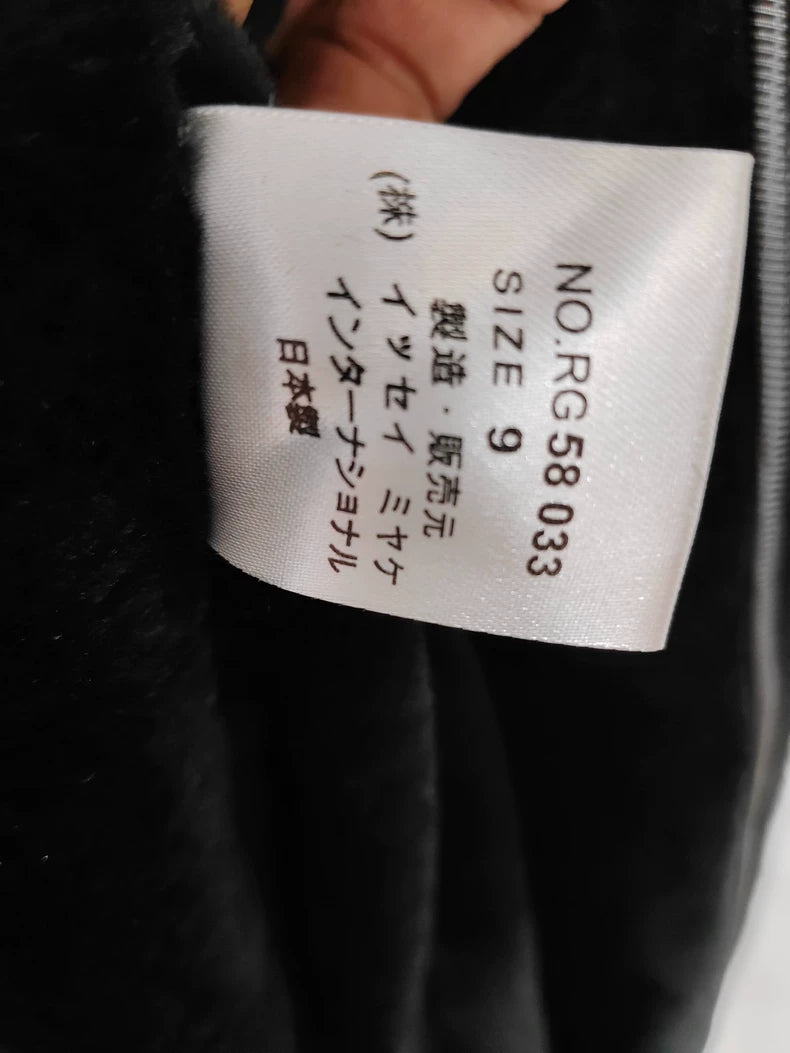 NO.RG58 033
SIZE 9
製造・販売元
(株) イッセイ ミヤケ
インターナショナル
日本製